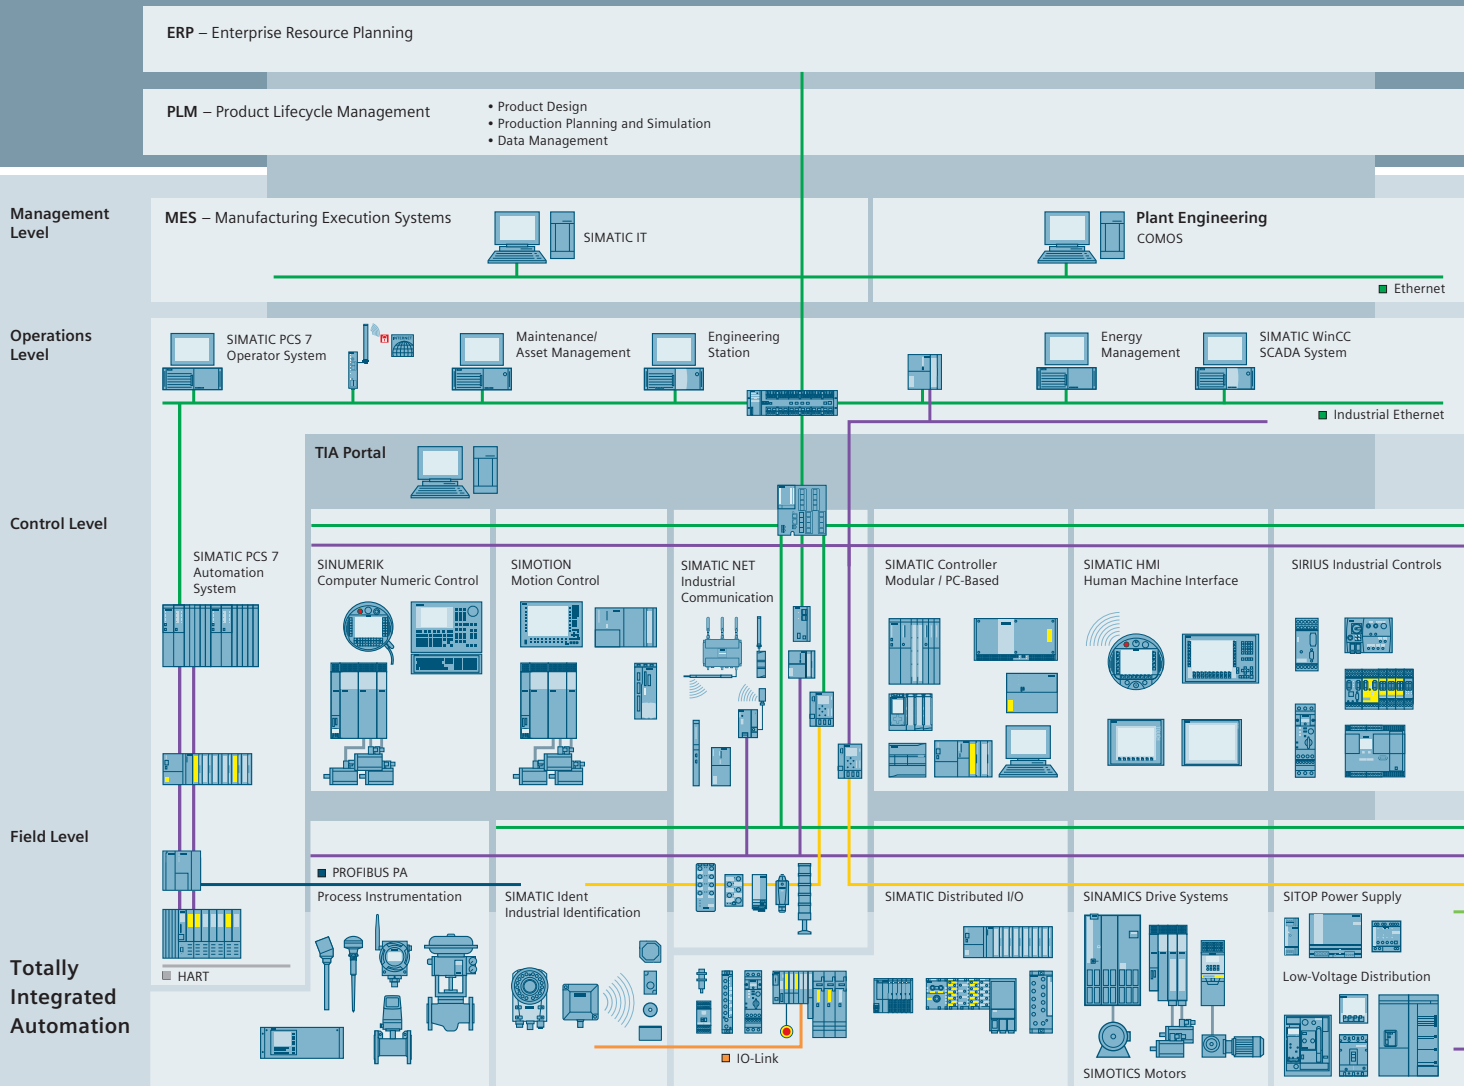 ERP – Enterprise Resource Planning
PLM – Product Lifecycle Management
• Product Design
• Production Planning and Simulation
• Data Management
Management
Level
MES – Manufacturing Execution Systems
SIMATIC IT
Plant Engineering
COMOS
Ethernet
Operations
Level
SIMATIC PCS 7
Operator System
INTERNET
Maintenance/
Asset Management
Engineering
Station
Energy
Management
SIMATIC WinCC
SCADA System
Industrial Ethernet
TIA Portal
Control Level
SIMATIC PCS 7
Automation
System
SINUMERIK
Computer Numeric Control
SIMOTION
Motion Control
SIMATIC NET
Industrial
Communication
SIMATIC Controller
Modular / PC-Based
SIMATIC HMI
Human Machine Interface
SIRIUS Industrial Controls
Field Level
PROFIBUS PA
Process Instrumentation
SIMATIC Ident
Industrial Identification
SIMATIC Distributed I/O
SINAMICS Drive Systems
SITOP Power Supply
HART
Low-Voltage Distribution
Totally
Integrated
Automation
IO-Link
SIMOTICS Motors